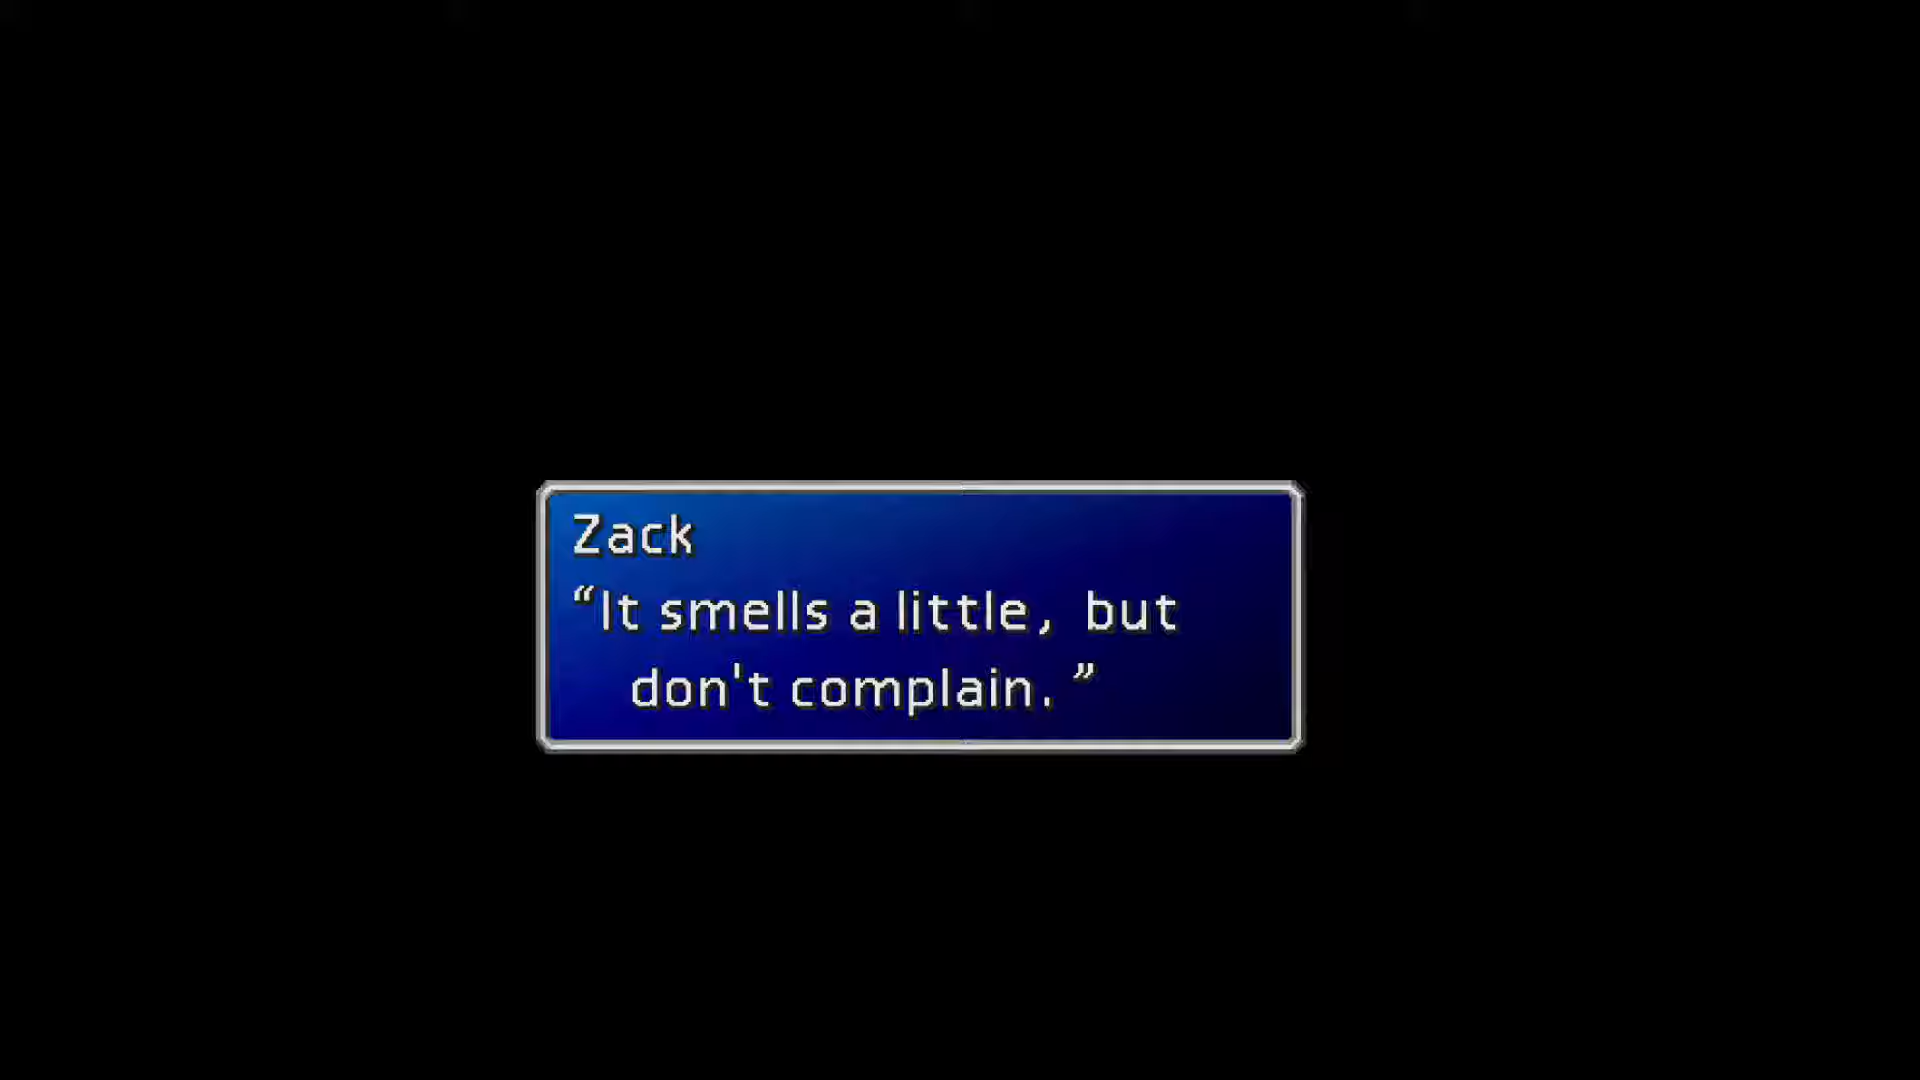 Zack
“It smells a little, but
don't complain.”